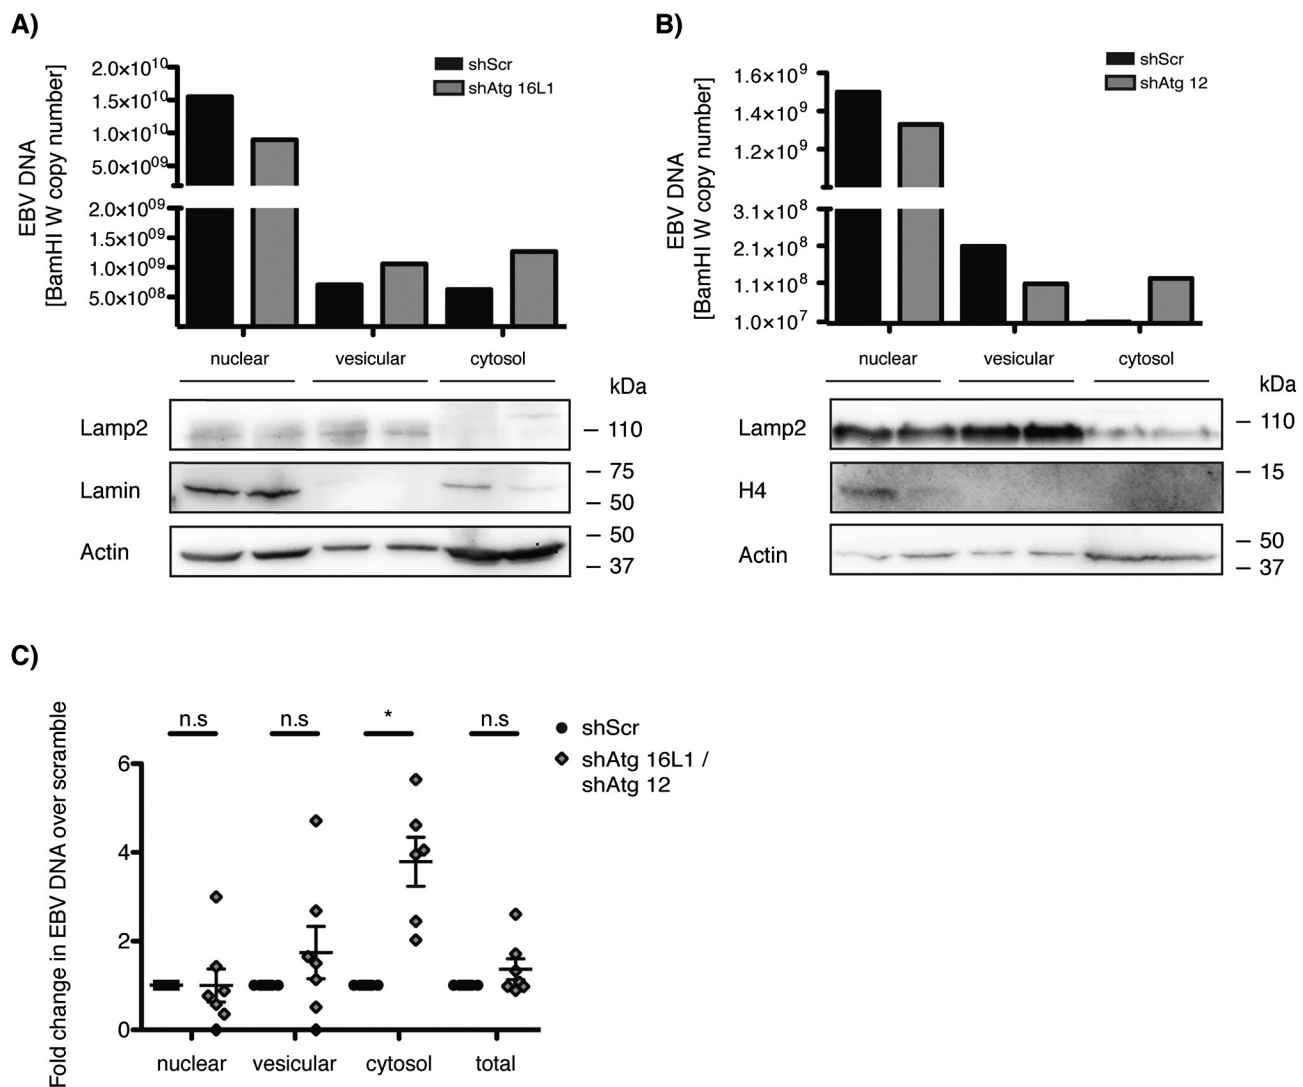 A)
EBV DNA
[BamHI W copy number]
2.0×10¹⁰
1.5×10¹⁰
1.0×10¹⁰
5.0×10⁰⁹
2.0×10⁰⁹
1.5×10⁰⁹
1.0×10⁰⁹
5.0×10⁰⁸
shScr
shAtg 16L1
nuclear vesicular cytosol
kDa
Lamp2 – 110
Lamin – 75
– 50
Actin – 50
– 37
B)
EBV DNA
[BamHI W copy number]
1.6×10⁹
1.4×10⁹
1.2×10⁹
3.1×10⁸
2.1×10⁸
1.1×10⁸
1.0×10⁷
shScr
shAtg 12
nuclear vesicular cytosol
kDa
Lamp2 – 110
H4 – 15
Actin – 50
– 37
C)
Fold change in EBV DNA over scramble
n.s n.s * n.s
shScr
shAtg 16L1 /
shAtg 12
6
4
2
0
nuclear vesicular cytosol total